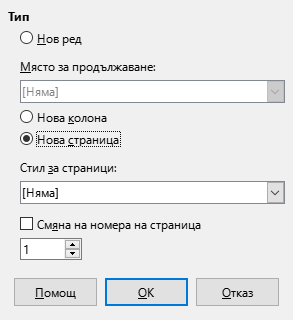 Тип
Нов ред
Място за продължаване:
[Няма]
Нова колона
Нова страница
Стил за страници:
[Няма]
Смяна на номера на страница
1
Помощ ОК Отказ